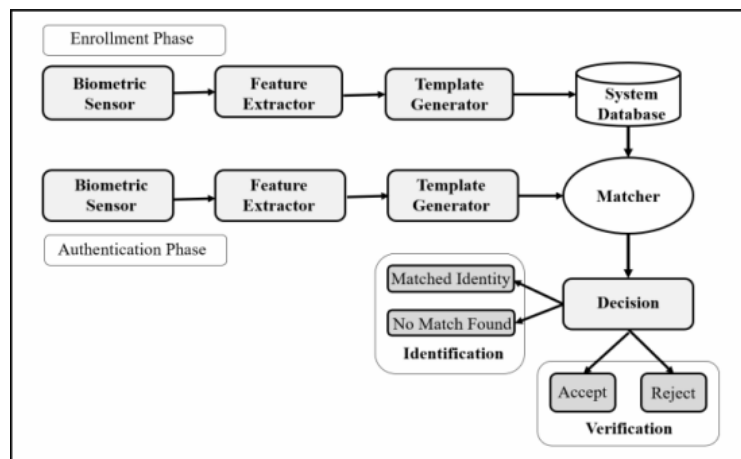 Enrollment Phase
Biometric
Sensor
Feature
Extractor
Template
Generator
System
Database
Biometric
Sensor
Feature
Extractor
Template
Generator
Matcher
Authentication Phase
Matched Identity
No Match Found
Identification
Decision
Accept
Reject
Verification